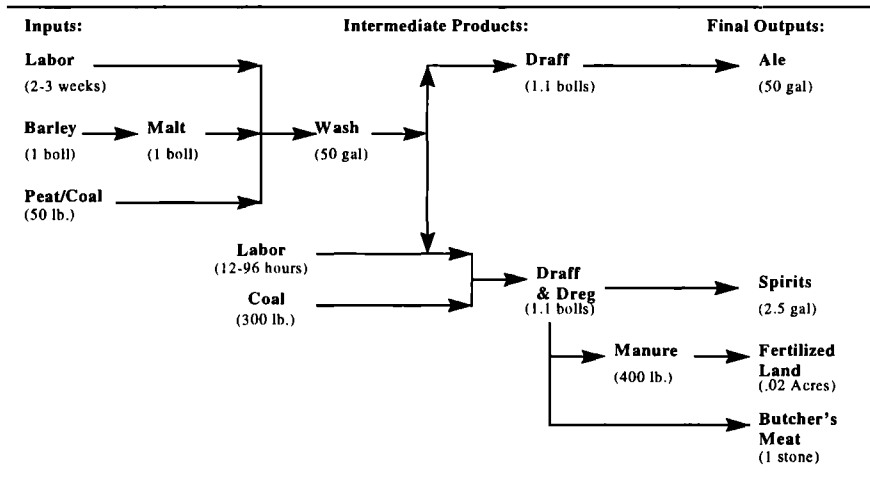 Inputs:
Intermediate Products:
Final Outputs:
Labor
(2-3 weeks)
Draff
(1.1 bolls)
Ale
(50 gal)
Barley
(1 boll)
Malt
(1 boll)
Wash
(50 gal)
Peat/Coal
(50 lb.)
Labor
(12-96 hours)
Coal
(300 lb.)
Draff
& Dreg
(1.1 bolls)
Spirits
(2.5 gal)
Manure
(400 lb.)
Fertilized
Land
(.02 Acres)
Butcher's
Meat
(1 stone)